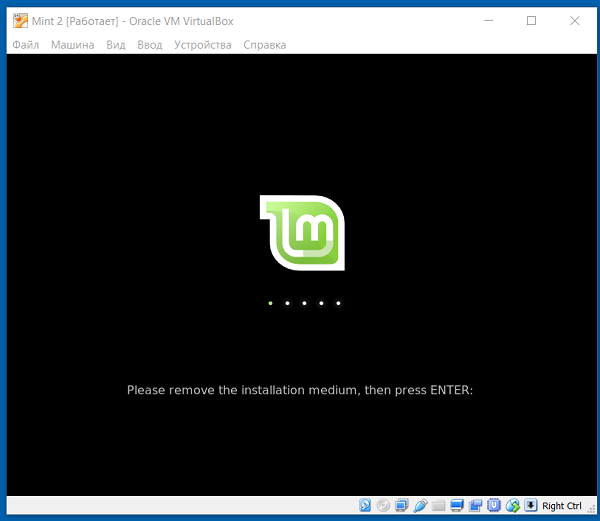 Mint 2 [Работает] - Oracle VM VirtualBox
Файл Машина Вид Ввод Устройства Справка
lm
Please remove the installation medium, then press ENTER:
Right Ctrl